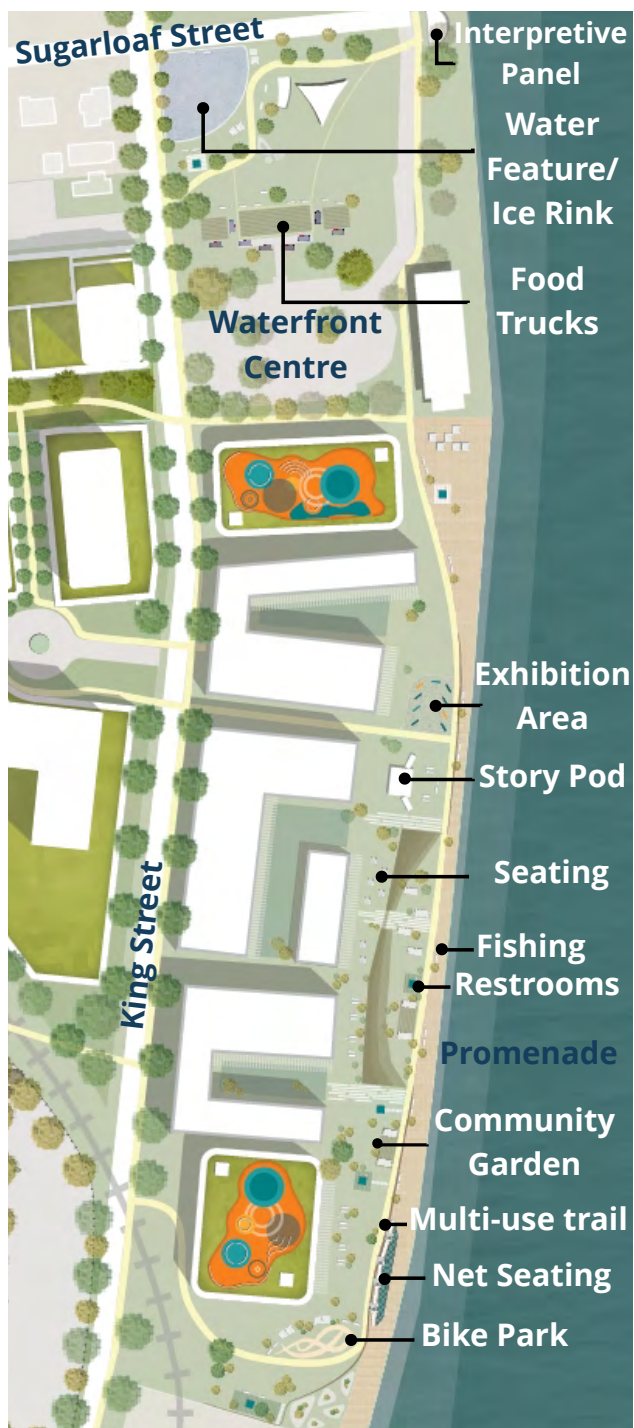 Sugarloaf Street
Interpretive
Panel
Water
Feature/
Ice Rink
Food
Trucks
Waterfront
Centre
Exhibition
Area
Story Pod
Seating
King Street
Fishing
Restrooms
Promenade
Community
Garden
Multi-use trail
Net Seating
Bike Park